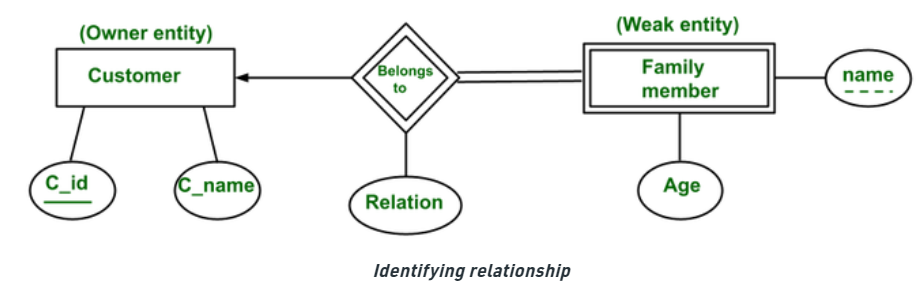 (Owner entity)
(Weak entity)
Customer
Belongs
to
Family
member
name
C_id
C_name
Relation
Age
Identifying relationship